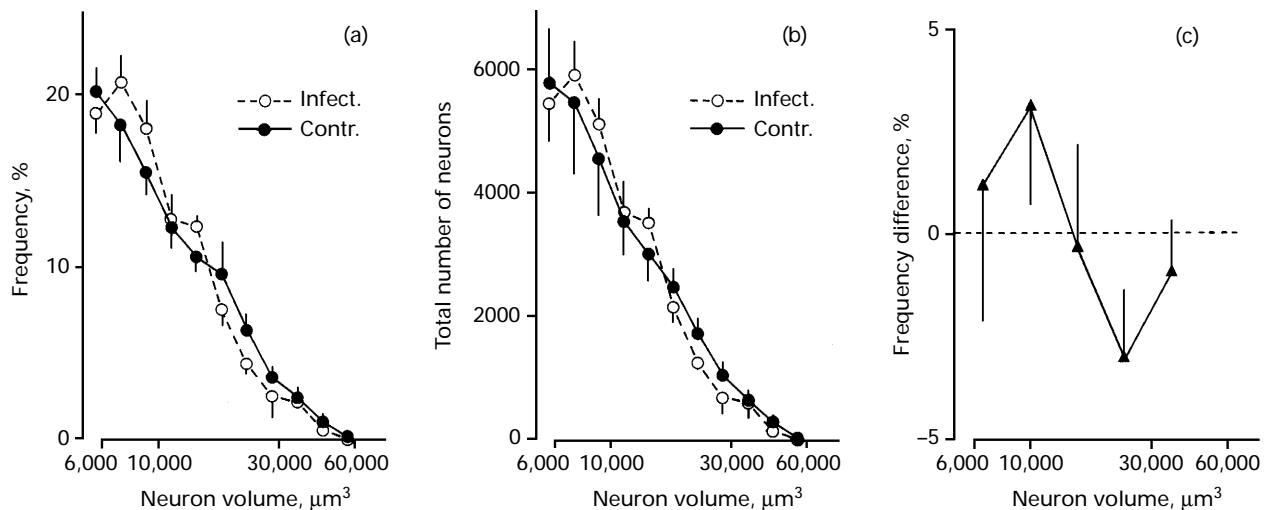 (a)
20
10
0
Frequency, %
Infect.
Contr.
6,000 10,000 30,000 60,000
Neuron volume, μm³
(b)
6000
4000
2000
0
Total number of neurons
Infect.
Contr.
6,000 10,000 30,000 60,000
Neuron volume, μm³
(c)
5
0
−5
Frequency difference, %
6,000 10,000 30,000 60,000
Neuron volume, μm³